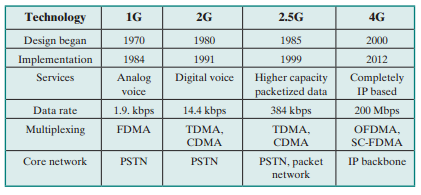 Technology 1G 2G 2.5G 4G
Design began 1970 1980 1985 2000
Implementation 1984 1991 1999 2012
Services Analog Digital voice Higher capacity Completely
voice packetized data IP based
Data rate 1.9. kbps 14.4 kbps 384 kbps 200 Mbps
Multiplexing FDMA TDMA, TDMA, OFDMA,
CDMA CDMA SC-FDMA
Core network PSTN PSTN PSTN, packet IP backbone
network